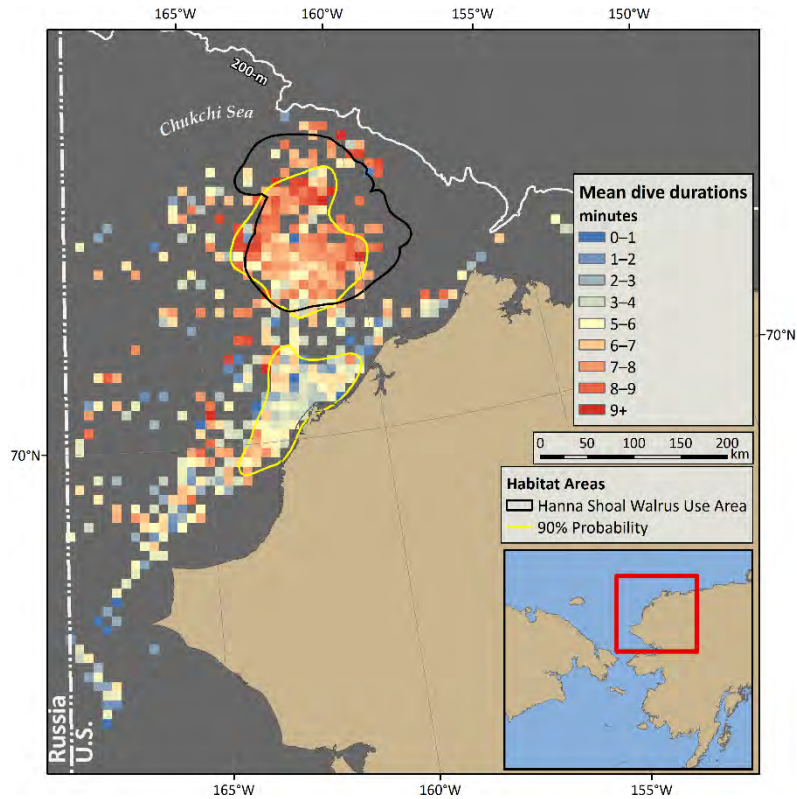 165°W 160°W 155°W 150°W
200-m
Chukchi Sea
Mean dive durations
minutes
0–1
1–2
2–3
3–4
5–6
6–7
7–8
8–9
9+
70°N
0 50 100 150 200
km
70°N
Habitat Areas
Hanna Shoal Walrus Use Area
90% Probability
Russia
U.S.
165°W 160°W 155°W